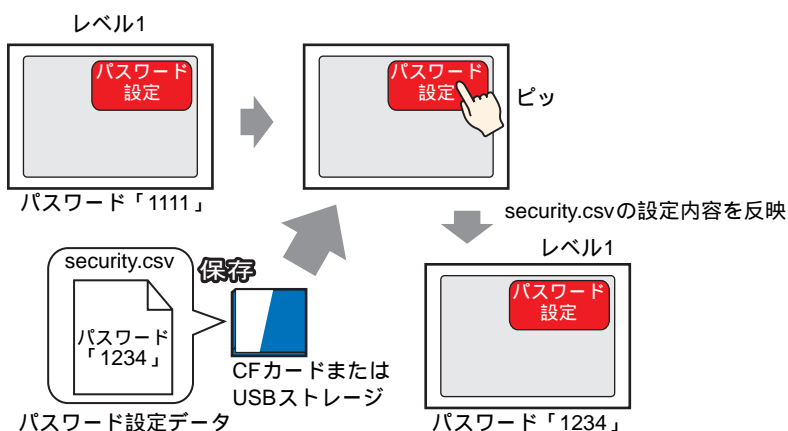 レベル1
パスワード
設定
パスワード「1111」
パスワード
設定
ピッ
security.csvの設定内容を反映
security.csv
パスワード
「1234」
保存
CFカードまたは
USBストレージ
パスワード設定データ
レベル1
パスワード
設定
パスワード「1234」